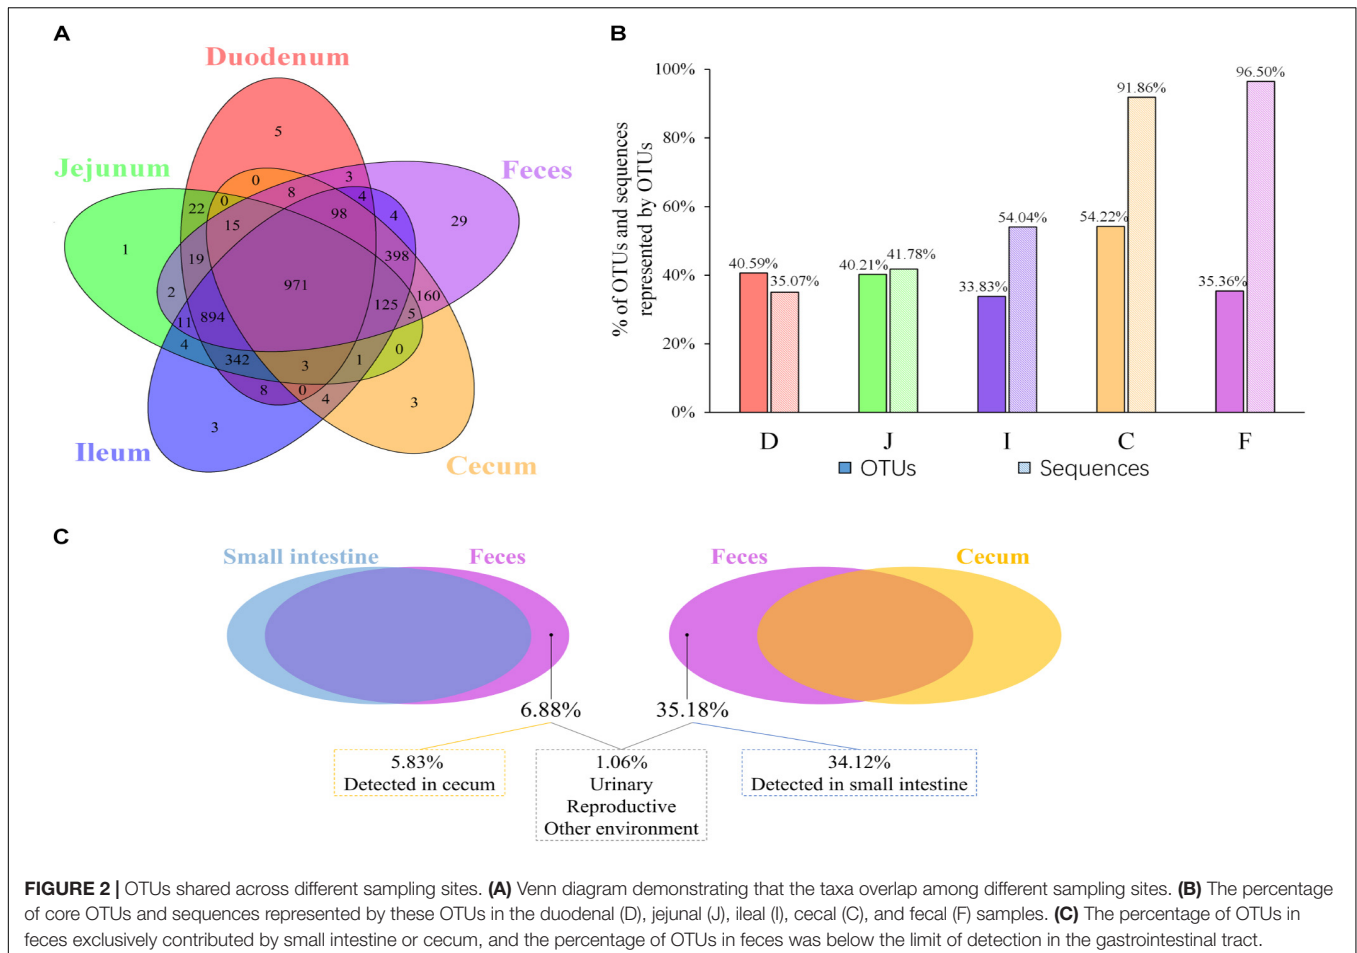 A
Duodenum
Jejunum
Feces
Ileum
Cecum
5
3
0
8
4
22
0
98
4
29
15
1
19
398
971
2
160
125
894
5
11
4
342
3
1
0
8
0
4
3
3
B
% of OTUs and sequences
represented by OTUs
100%
80%
60%
40%
20%
0%
40.59%
35.07%
40.21%
41.78%
33.83%
54.04%
54.22%
91.86%
35.36%
96.50%
D J I C F
OTUs Sequences
C
Small intestine Feces
Feces Cecum
6.88% 35.18%
5.83%
Detected in cecum
1.06%
Urinary
Reproductive
Other environment
34.12%
Detected in small intestine
FIGURE 2 | OTUs shared across different sampling sites. (A) Venn diagram demonstrating that the taxa overlap among different sampling sites. (B) The percentage
of core OTUs and sequences represented by these OTUs in the duodenal (D), jejunal (J), ileal (I), cecal (C), and fecal (F) samples. (C) The percentage of OTUs in
feces exclusively contributed by small intestine or cecum, and the percentage of OTUs in feces was below the limit of detection in the gastrointestinal tract.